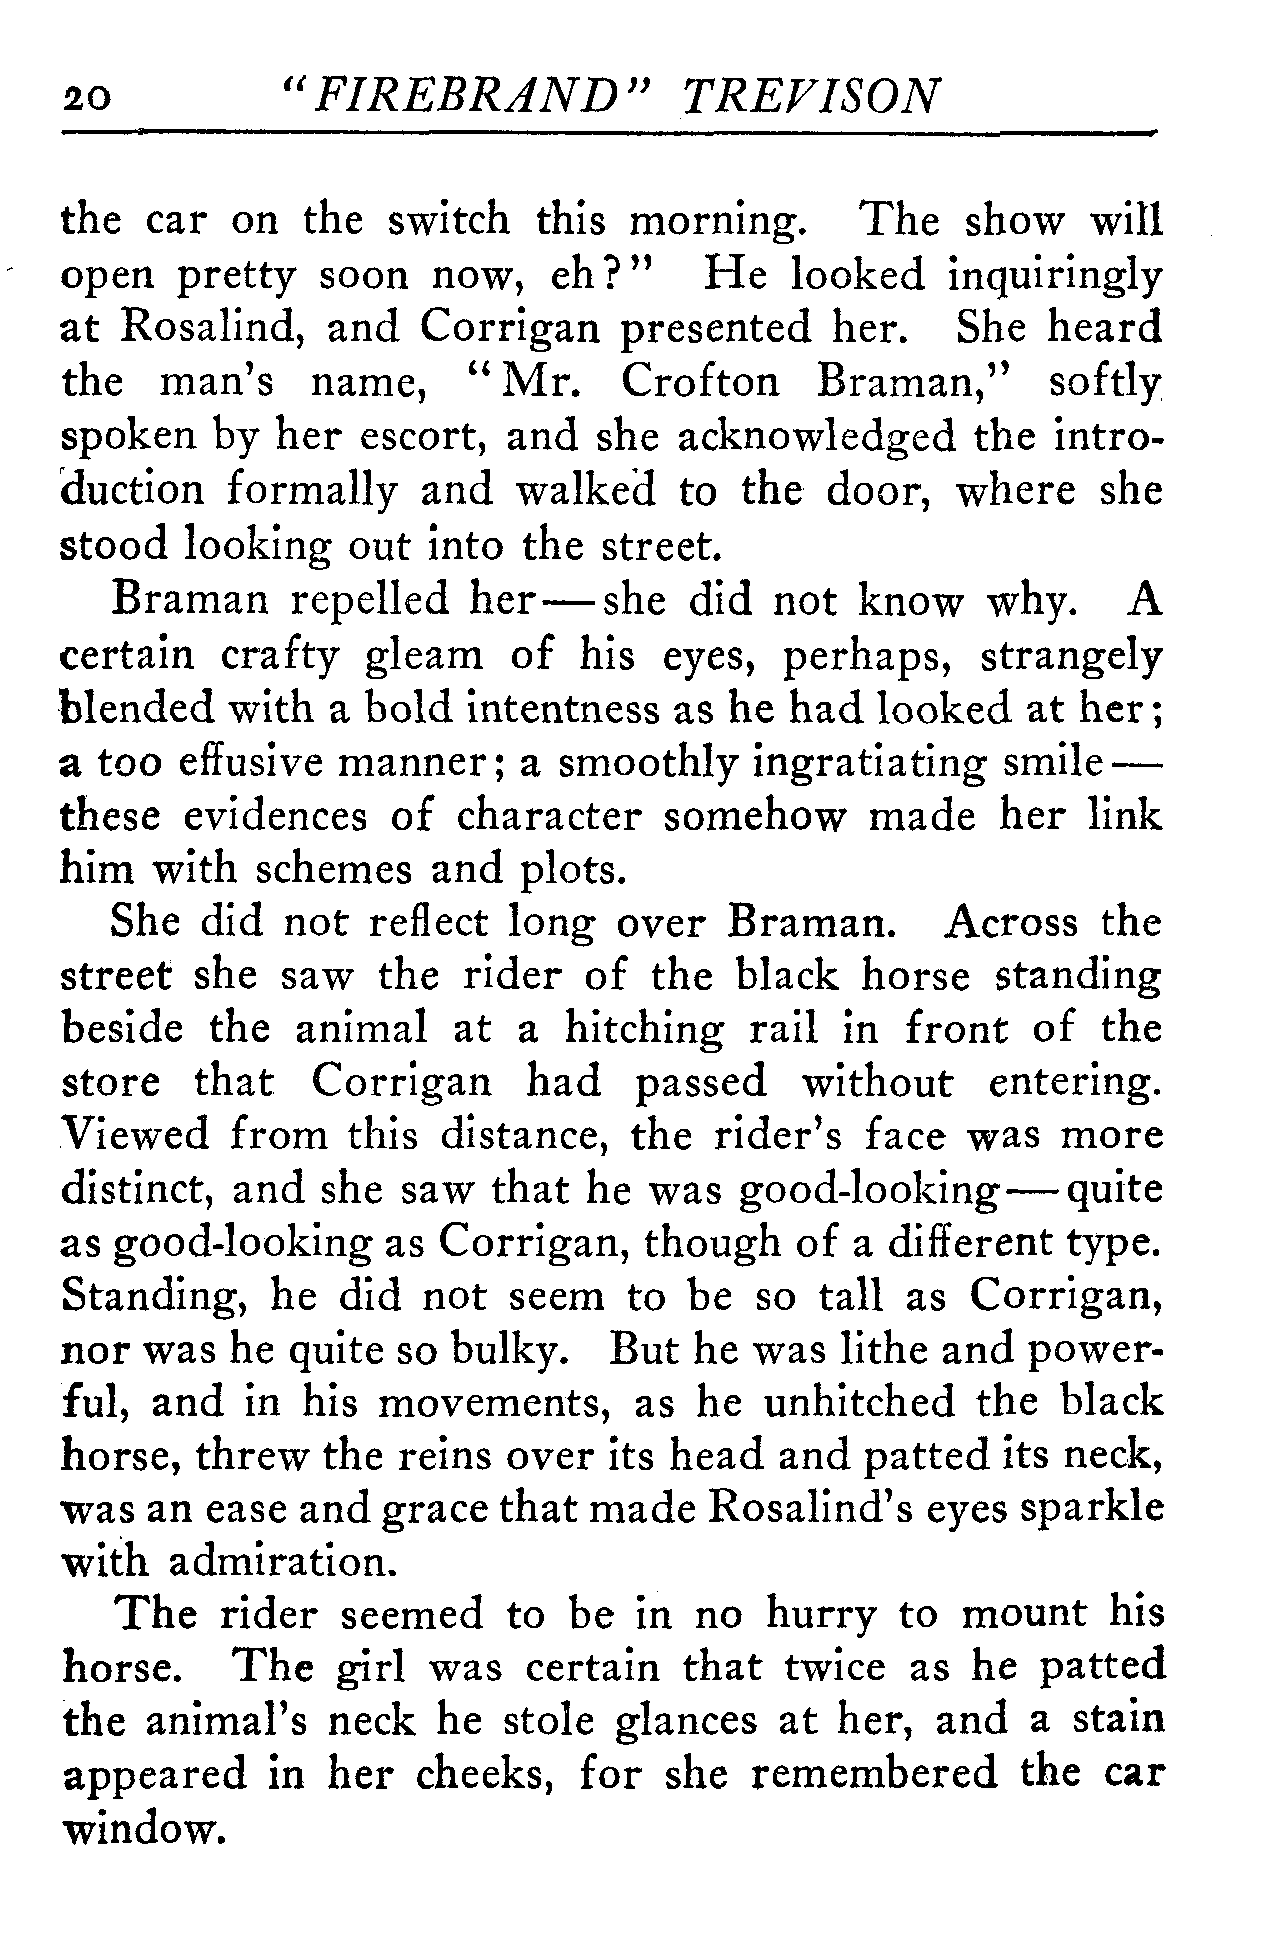 20 "FIREBRAND" TREVISON
the car on the switch this morning. The show will
open pretty soon now, eh?" He looked inquiringly
at Rosalind, and Corrigan presented her. She heard
the man's name, "Mr. Crofton Braman," softly
spoken by her escort, and she acknowledged the intro-
duction formally and walked to the door, where she
stood looking out into the street.
Braman repelled her—she did not know why. A
certain crafty gleam of his eyes, perhaps, strangely
blended with a bold intentness as he had looked at her;
a too effusive manner; a smoothly ingratiating smile—
these evidences of character somehow made her link
him with schemes and plots.
She did not reflect long over Braman. Across the
street she saw the rider of the black horse standing
beside the animal at a hitching rail in front of the
store that Corrigan had passed without entering.
Viewed from this distance, the rider's face was more
distinct, and she saw that he was good-looking—quite
as good-looking as Corrigan, though of a different type.
Standing, he did not seem to be so tall as Corrigan,
nor was he quite so bulky. But he was lithe and power-
ful, and in his movements, as he unhitched the black
horse, threw the reins over its head and patted its neck,
was an ease and grace that made Rosalind's eyes sparkle
with admiration.
The rider seemed to be in no hurry to mount his
horse. The girl was certain that twice as he patted
the animal's neck he stole glances at her, and a stain
appeared in her cheeks, for she remembered the car
window.